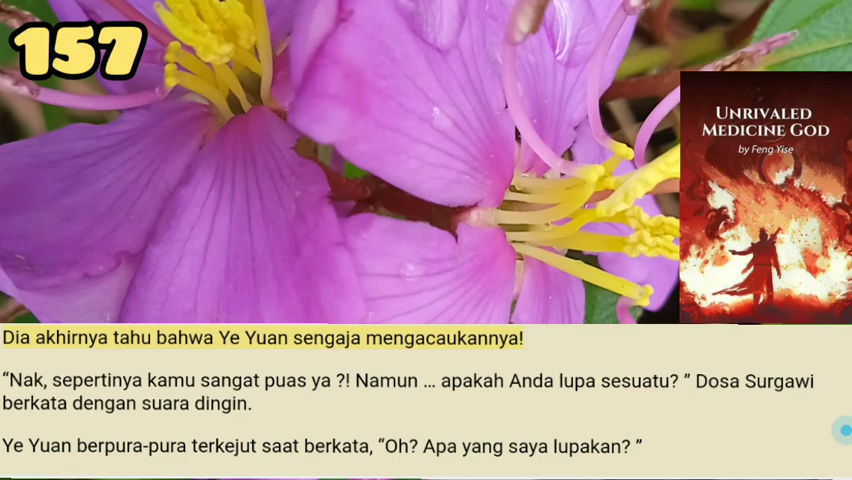 157
UNRIVALED
MEDICINE GOD
by Feng Yise
Dia akhirnya tahu bahwa Ye Yuan sengaja mengacaukannya!
“Nak, sepertinya kamu sangat puas ya ?! Namun ... apakah Anda lupa sesuatu? ” Dosa Surgawi
berkata dengan suara dingin.
Ye Yuan berpura-pura terkejut saat berkata, “Oh? Apa yang saya lupakan? ”